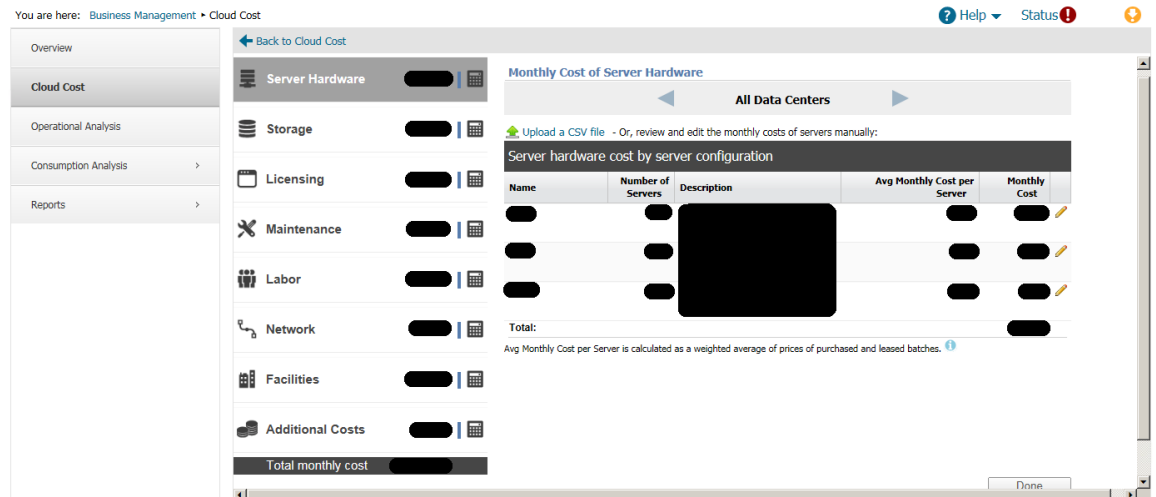 You are here: Business Management ▸ Cloud Cost
? Help Status !
Overview
Cloud Cost
Operational Analysis
Consumption Analysis >
Reports >
Back to Cloud Cost
Server Hardware
Storage
Licensing
Maintenance
Labor
Network
Facilities
Additional Costs
Total monthly cost
Monthly Cost of Server Hardware
All Data Centers
Upload a CSV file - Or, review and edit the monthly costs of servers manually:
Server hardware cost by server configuration
Name Number of Servers Description Avg Monthly Cost per Server Monthly Cost
Total:
Avg Monthly Cost per Server is calculated as a weighted average of prices of purchased and leased batches. i
Done